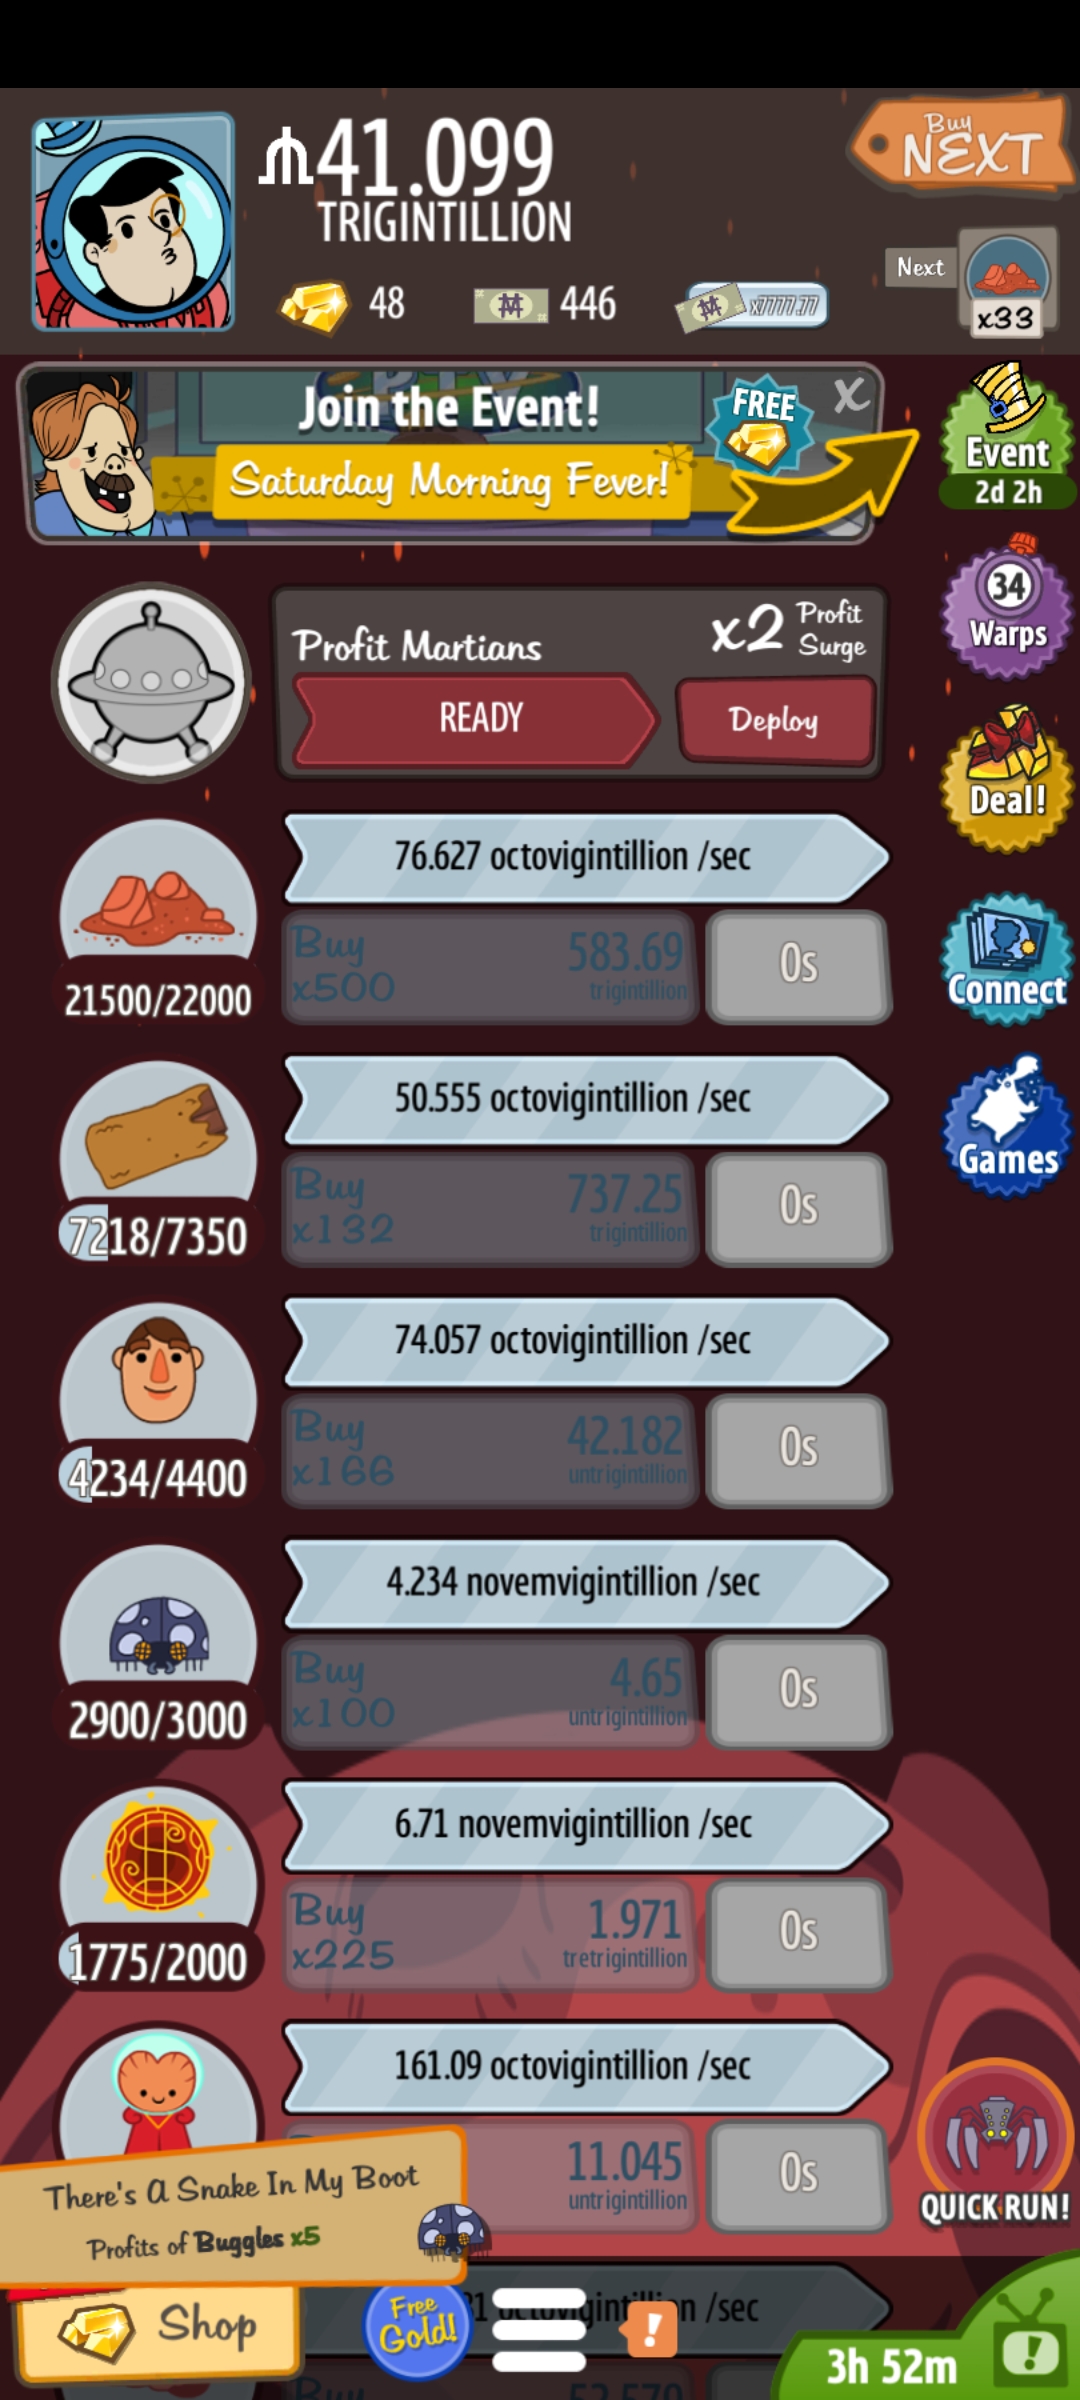 41.099
TRIGINTILLION
Buy
NEXT
48
446
x7777.77
Next
x33
Join the Event!
Saturday Morning Fever!
FREE
X
Event
2d 2h
34
Warps
Deal!
Connect
Games
Profit Martians
x2 Profit Surge
READY
Deploy
76.627 octovigintillion /sec
Buy
x500
583.69
trigintillion
0s
21500/22000
50.555 octovigintillion /sec
Buy
x132
737.25
trigintillion
0s
7218/7350
74.057 octovigintillion /sec
Buy
x166
42.182
untrigintillion
0s
4234/4400
4.234 novemvigintillion /sec
Buy
x100
4.65
untrigintillion
0s
2900/3000
6.71 novemvigintillion /sec
Buy
x225
1.971
tretrigintillion
0s
1775/2000
161.09 octovigintillion /sec
11.045
untrigintillion
0s
QUICK RUN!
There's A Snake In My Boot
Profits of Buggles x5
Shop
Free
Gold!
!
/sec
3h 52m
!
Buy